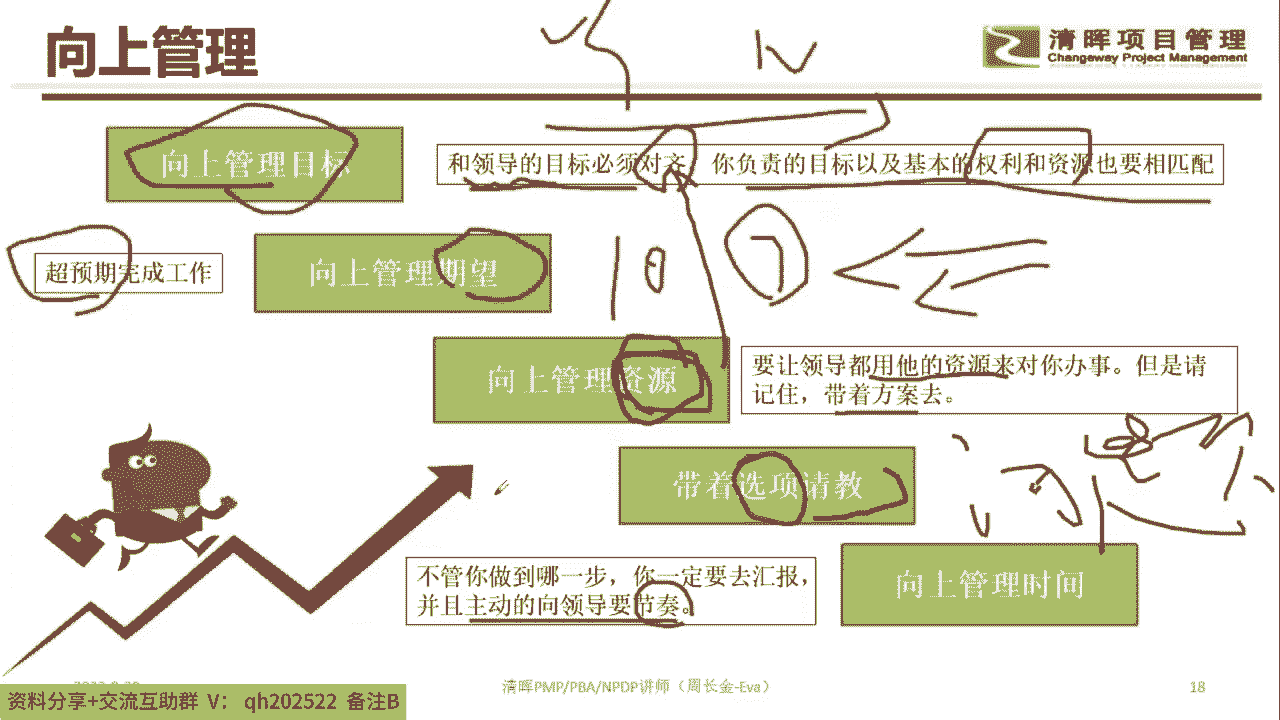 向上管理
清晖项目管理
Changeway Project Management
向上管理目标
和领导的目标必须对齐 你负责的目标以及基本的权利和资源也要相匹配
超预期完成工作
向上管理期望
向上管理资源
要让领导都用他的资源来对你办事。但是请
记住，带着方案去。
带着选项请教
不管你做到哪一步，你一定要去汇报，
并且主动的向领导要节奏。
向上管理时间
清晖PMP/PBA/NPDP讲师（周长金-Eva）
18
资料分享+交流互助群 V： qh202522 备注B